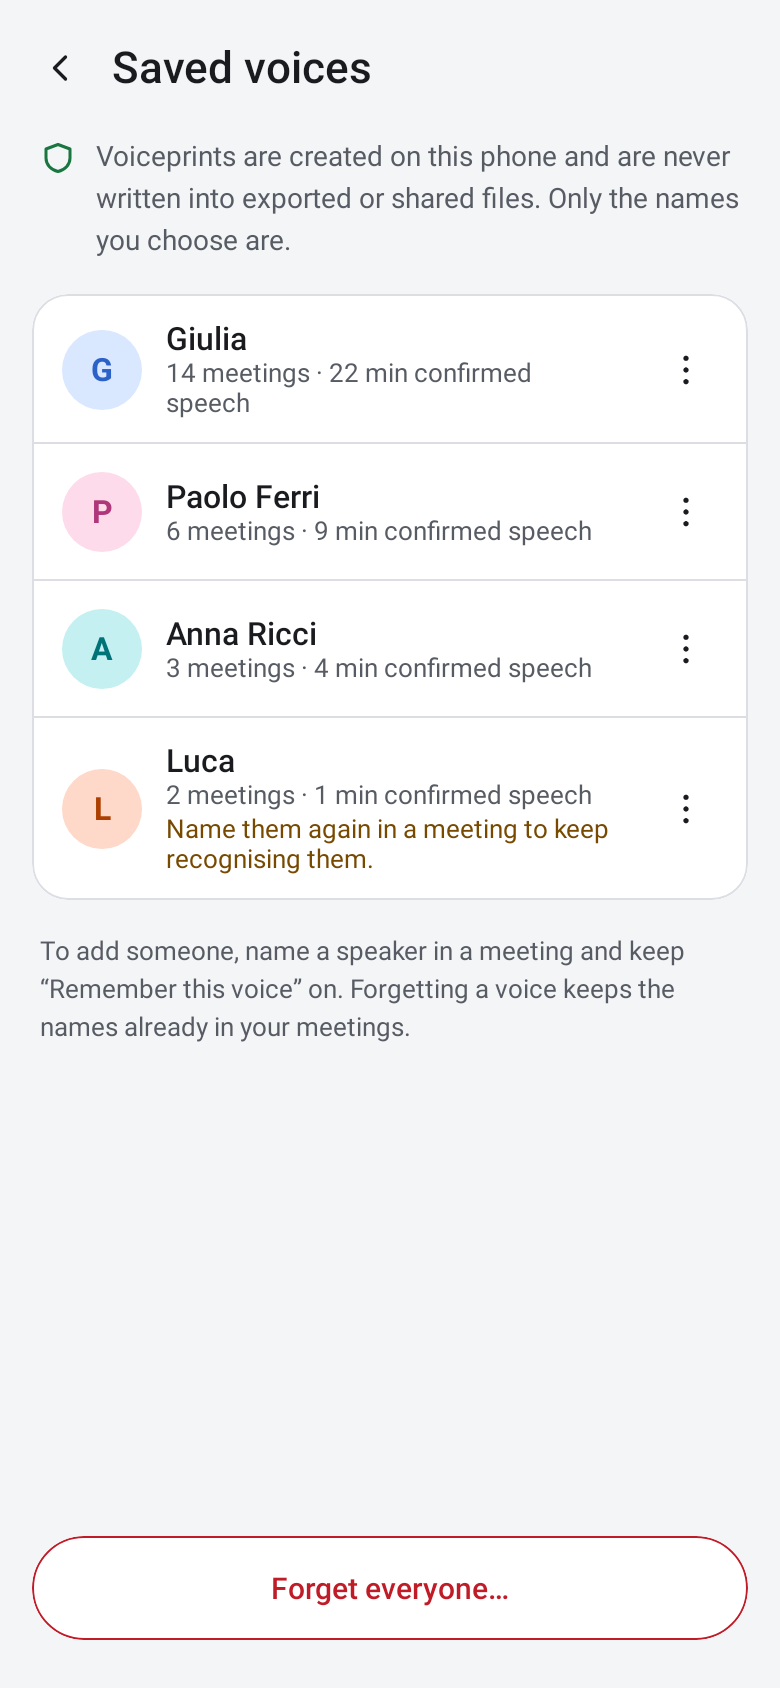 Saved voices
Voiceprints are created on this phone and are never
written into exported or shared files. Only the names
you choose are.
G
Giulia
14 meetings · 22 min confirmed
speech
P
Paolo Ferri
6 meetings · 9 min confirmed speech
A
Anna Ricci
3 meetings · 4 min confirmed speech
L
Luca
2 meetings · 1 min confirmed speech
Name them again in a meeting to keep
recognising them.
To add someone, name a speaker in a meeting and keep
“Remember this voice” on. Forgetting a voice keeps the
names already in your meetings.
Forget everyone…